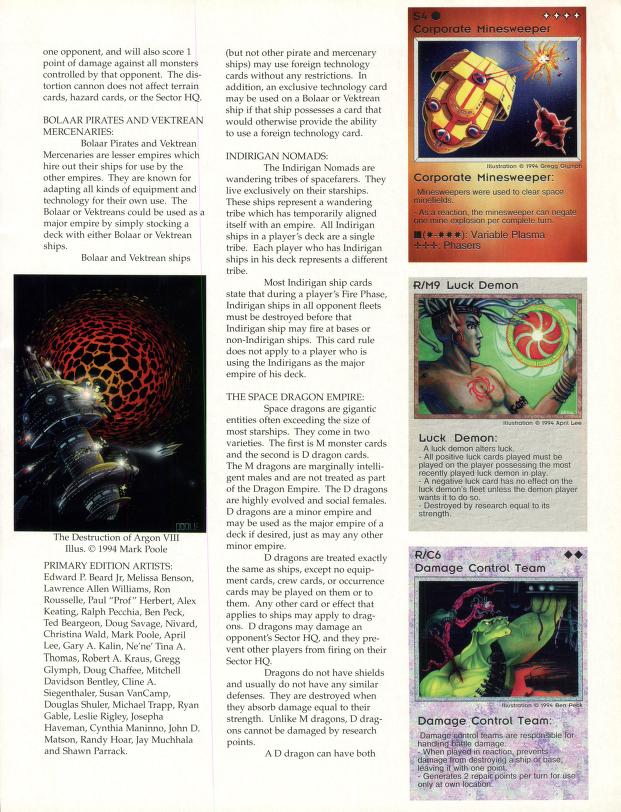 one opponent, and will also score 1
point of damage against all monsters
controlled by that opponent. The dis-
tortion cannon does not affect terrain
cards, hazard cards, or the Sector HQ.
BOLAAR PIRATES AND VEKTREAN
MERCENARIES:
Bolaar Pirates and Vektrean
Mercenaries are lesser empires which
hire out their ships for use by the
other empires. They are known for
adapting all kinds of equipment and
technology for their own use. The
Bolaar or Vektreans could be used as a
major empire by simply stocking a
deck with either Bolaar or Vektrean
ships.
Bolaar and Vektrean ships
POOLE
The Destruction of Argon VIII
Illus. © 1994 Mark Poole
PRIMARY EDITION ARTISTS:
Edward P. Beard Jr, Melissa Benson,
Lawrence Allen Williams, Ron
Rousselle, Paul "Prof" Herbert, Alex
Keating, Ralph Pecchia, Ben Peck,
Ted Beargeon, Doug Savage, Nivard,
Christina Wald, Mark Poole, April
Lee, Gary A. Kalin, Ne'ne' Tina A.
Thomas, Robert A. Kraus, Gregg
Glymph, Doug Chaffee, Mitchell
Davidson Bentley, Cline A.
Siegenthaler, Susan VanCamp,
Douglas Shuler, Michael Trapp, Ryan
Gable, Leslie Rigley, Josepha
Haveman, Cynthia Maninno, John D.
Matson, Randy Hoar, Jay Muchhala
and Shawn Parrack.
(but not other pirate and mercenary
ships) may use foreign technology
cards without any restrictions. In
addition, an exclusive technology card
may be used on a Bolaar or Vektrean
ship if that ship possesses a card that
would otherwise provide the ability
to use a foreign technology card.
INDIRIGAN NOMADS:
The Indirigan Nomads are
wandering tribes of spacefarers. They
live exclusively on their starships.
These ships represent a wandering
tribe which has temporarily aligned
itself with an empire. All Indirigan
ships in a player's deck are a single
tribe. Each player who has Indirigan
ships in his deck represents a different
tribe.
Most Indirigan ship cards
state that during a player's Fire Phase,
Indirigan ships in all opponent fleets
must be destroyed before that
Indirigan ship may fire at bases or
non-Indirigan ships. This card rule
does not apply to a player who is
using the Indirigans as the major
empire of his deck.
THE SPACE DRAGON EMPIRE:
Space dragons are gigantic
entities often exceeding the size of
most starships. They come in two
varieties. The first is M monster cards
and the second is D dragon cards.
The M dragons are marginally intelli-
gent males and are not treated as part
of the Dragon Empire. The D dragons
are highly evolved and social females.
D dragons are a minor empire and
may be used as the major empire of a
deck if desired, just as may any other
minor empire.
D dragons are treated exactly
the same as ships, except no equip-
ment cards, crew cards, or occurrence
cards may be played on them or to
them. Any other card or effect that
applies to ships may apply to drag-
ons. D dragons may damage an
opponent's Sector HQ, and they pre-
vent other players from firing on their
Sector HQ.
Dragons do not have shields
and usually do not have any similar
defenses. They are destroyed when
they absorb damage equal to their
strength. Unlike M dragons, D drag-
ons cannot be damaged by research
points.
A D dragon can have both
S4
Corporate Minesweeper
Illustration © 1994 Gregg Glymph
Corporate Minesweeper:
Minesweepers were used to clear space
minefields.
- As a reaction, the minesweeper can negate
one mine explosion per complete turn.
■(✷-✷✷✷): Variable Plasma
✢✢✢: Phasers
R/M9 Luck Demon
Illustration © 1994 April Lee
Luck Demon:
A luck demon alters luck.
- All positive luck cards played must be
played on the player possessing the most
recently played luck demon in play.
- A negative luck card has no effect on the
luck demon's fleet unless the demon player
wants it to do so.
- Destroyed by research equal to its
strength.
R/C6
Damage Control Team
Illustration © 1994 Ben Peck
Damage Control Team:
Damage control teams are responsible for
handling battle damage.
- When played in reaction, prevents
damage from destroying a ship or base,
leaving it with one point.
- Generates 2 repair points per turn for use
only at own location.